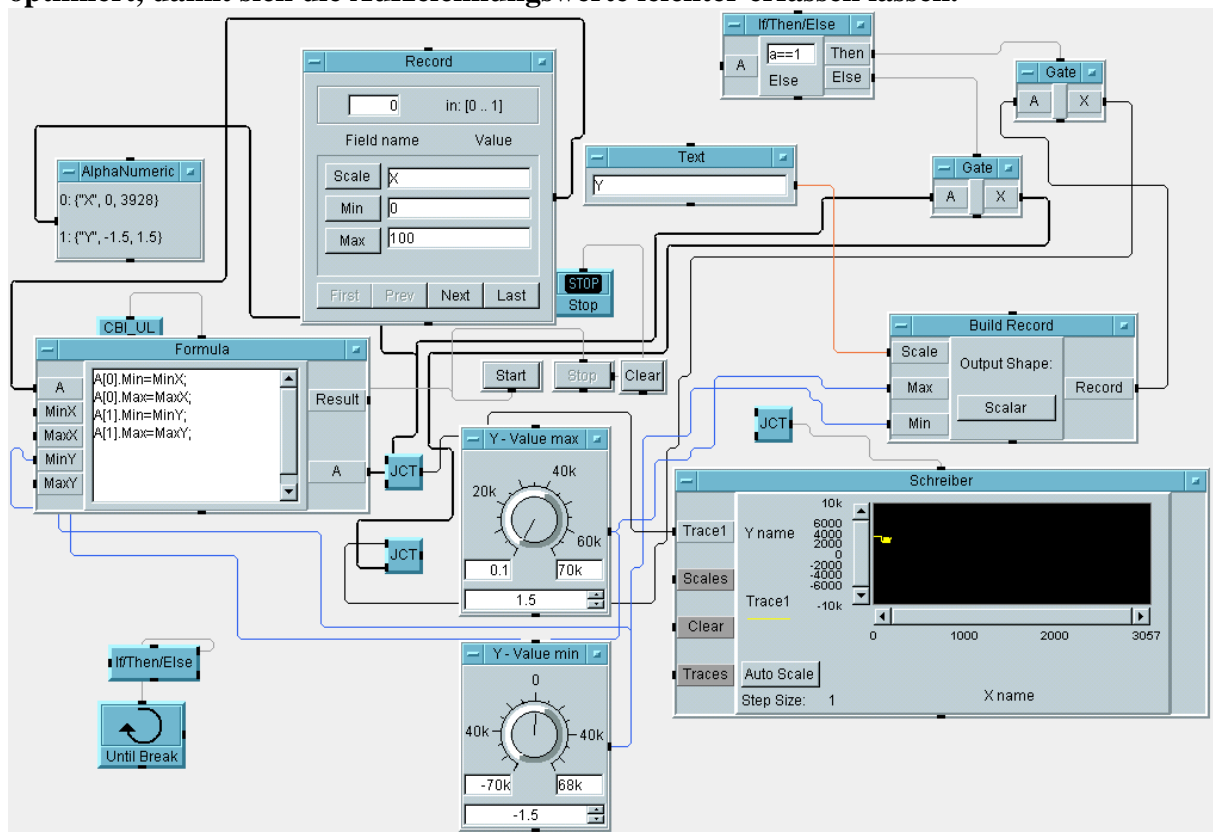 optimiert, damit sich die Aufzeichnungswerte leichter erfassen lassen.
If/Then/Else
A
a==1
Then
Else
Else
Gate
A
X
Record
0
in: [0 .. 1]
Field name
Value
Scale
X
Min
0
Max
100
First
Prev
Next
Last
AlphaNumeric
0: {"X", 0, 3928}
1: {"Y", -1.5, 1.5}
Text
Y
Gate
A
X
STOP
Stop
CBI_UL
Formula
A
MinX
MaxX
MinY
MaxY
A[0].Min=MinX;
A[0].Max=MaxX;
A[1].Min=MinY;
A[1].Max=MaxY;
Result
A
Start
Stop
Clear
JCT
JCT
Build Record
Scale
Max
Min
Output Shape:
Scalar
Record
JCT
Y - Value max
20k
40k
60k
0.1
70k
1.5
Schreiber
Trace1
Scales
Clear
Traces
Y name
Trace1
10k
6000
4000
2000
0
-2000
-4000
-6000
-10k
0
1000
2000
3057
Auto Scale
Step Size:
1
X name
If/Then/Else
Until Break
Y - Value min
0
40k
40k
-70k
68k
-1.5